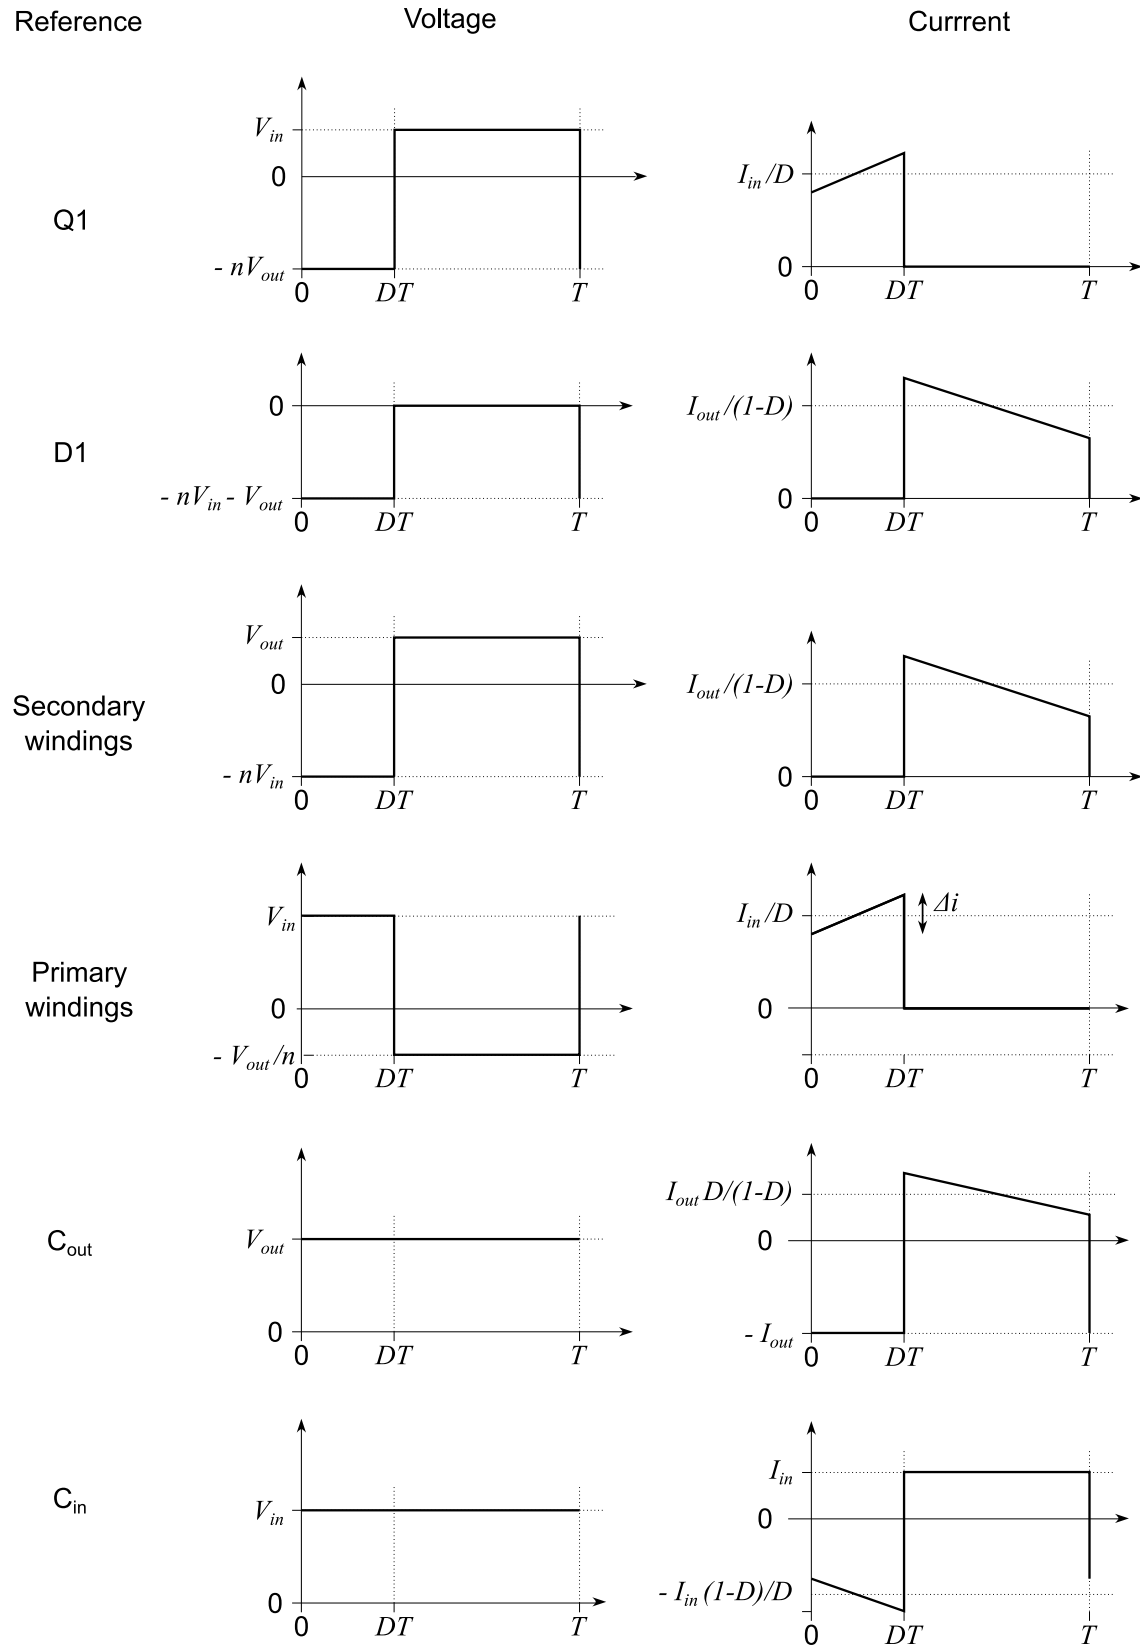 Reference Voltage Currrent
V_in I_in /D
0
Q1
- nV_out 0
0 DT T 0 DT T
0 I_out /(1-D)
D1
- nV_in - V_out 0
0 DT T 0 DT T
V_out
0 I_out /(1-D)
Secondary
windings
- nV_in 0
0 DT T 0 DT T
V_in I_in /D Δi
Primary
windings
0 0
- V_out /n
0 DT T 0 DT T
I_out D/(1-D)
C_out V_out 0
0 - I_out
0 DT T 0 DT T
I_in
C_in V_in 0
- I_in (1-D)/D
0
0 DT T 0 DT T